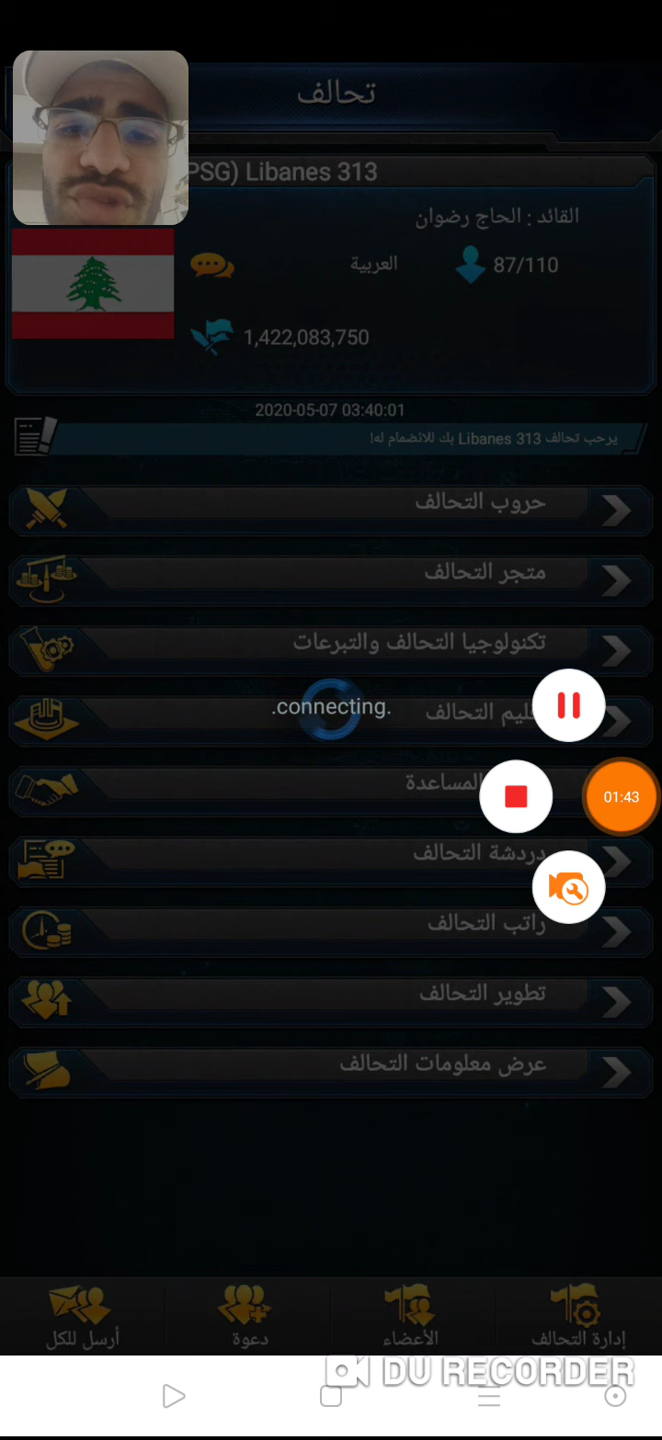 تحالف
PSG) Libanes 313
القائد : الحاج رضوان
العربية
87/110
1,422,083,750
2020-05-07 03:40:01
يرحب تحالف Libanes 313 بك للانضمام له!
حروب التحالف
متجر التحالف
تكنولوجيا التحالف والتبرعات
.connecting.
التحالف
المساعدة
01:43
دردشة التحالف
راتب التحالف
تطوير التحالف
عرض معلومات التحالف
إدارة التحالف
الأعضاء
دعوة
أرسل للكل
DU RECORDER